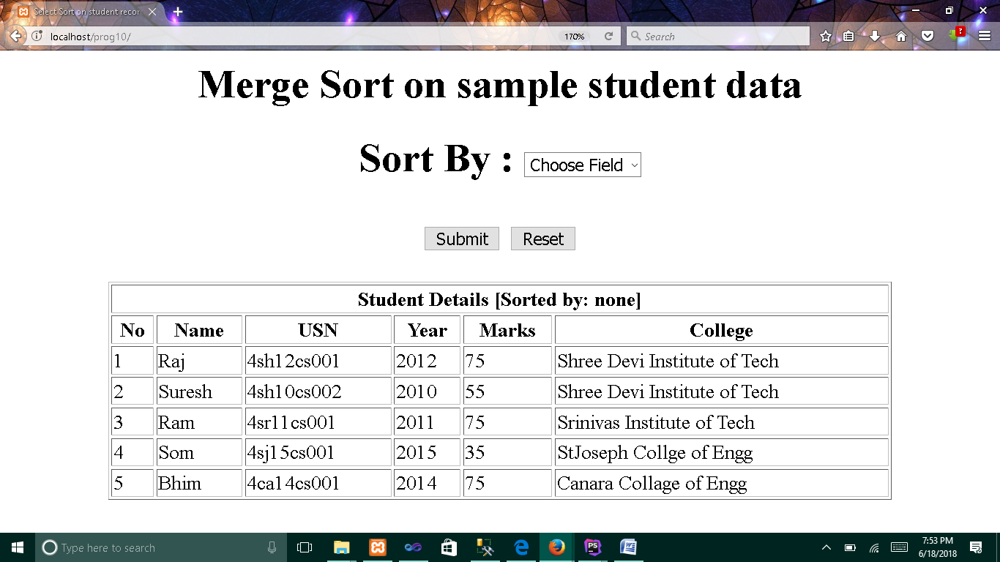 Select Sort on student recor
localhost/prog10/
170%
Search
?
Merge Sort on sample student data
Sort By : Choose Field
Submit Reset
Student Details [Sorted by: none]
No Name USN Year Marks College
1 Raj 4sh12cs001 2012 75 Shree Devi Institute of Tech
2 Suresh 4sh10cs002 2010 55 Shree Devi Institute of Tech
3 Ram 4sr11cs001 2011 75 Srinivas Institute of Tech
4 Som 4sj15cs001 2015 35 StJoseph Collge of Engg
5 Bhim 4ca14cs001 2014 75 Canara Collage of Engg
Type here to search
PS
W
7:53 PM
6/18/2018